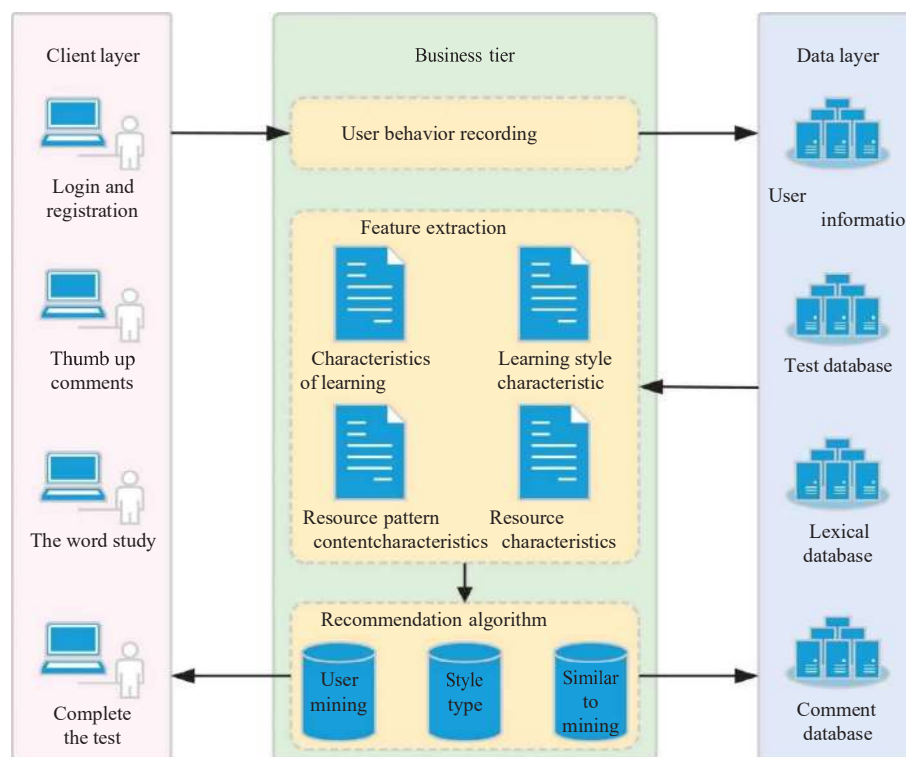 Client layer
Login and
registration
Thumb up
comments
The word study
Complete
the test
Business tier
User behavior recording
Feature extraction
Characteristics
of learning
Learning style
characteristic
Resource pattern
contentcharacteristics
Resource
characteristics
Recommendation algorithm
User
mining
Style
type
Similar
to
mining
Data layer
User
informatio
Test database
Lexical
database
Comment
database